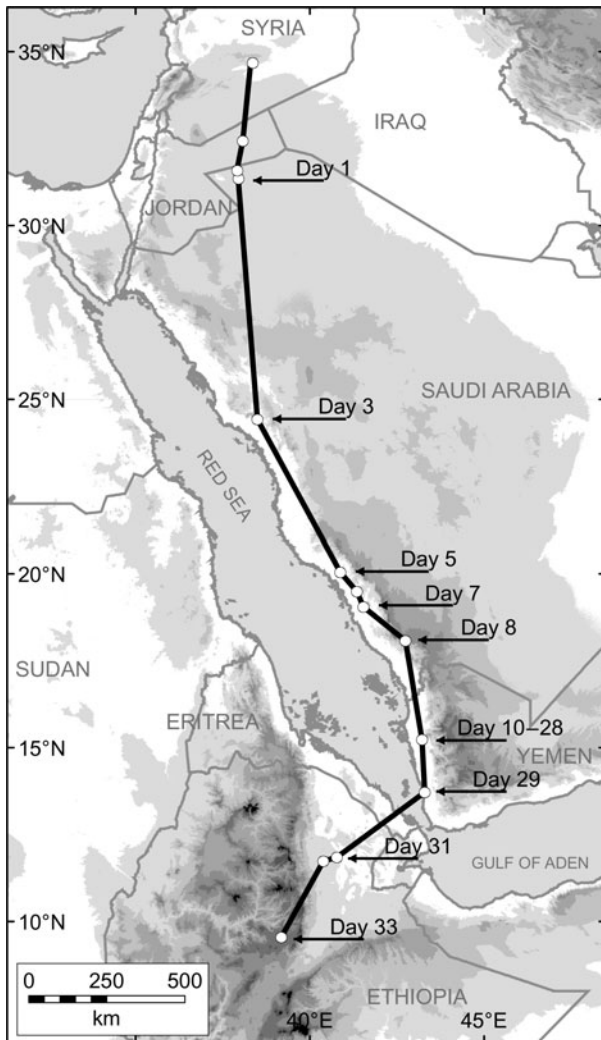 SYRIA
35°N
IRAQ
Day 1
JORDAN
30°N
SAUDI ARABIA
25°N
Day 3
RED SEA
20°N
Day 5
Day 7
Day 8
SUDAN
ERITREA
15°N
Day 10–28
YEMEN
Day 29
Day 31
GULF OF ADEN
10°N
Day 33
0 250 500
km
ETHIOPIA
40°E
45°E